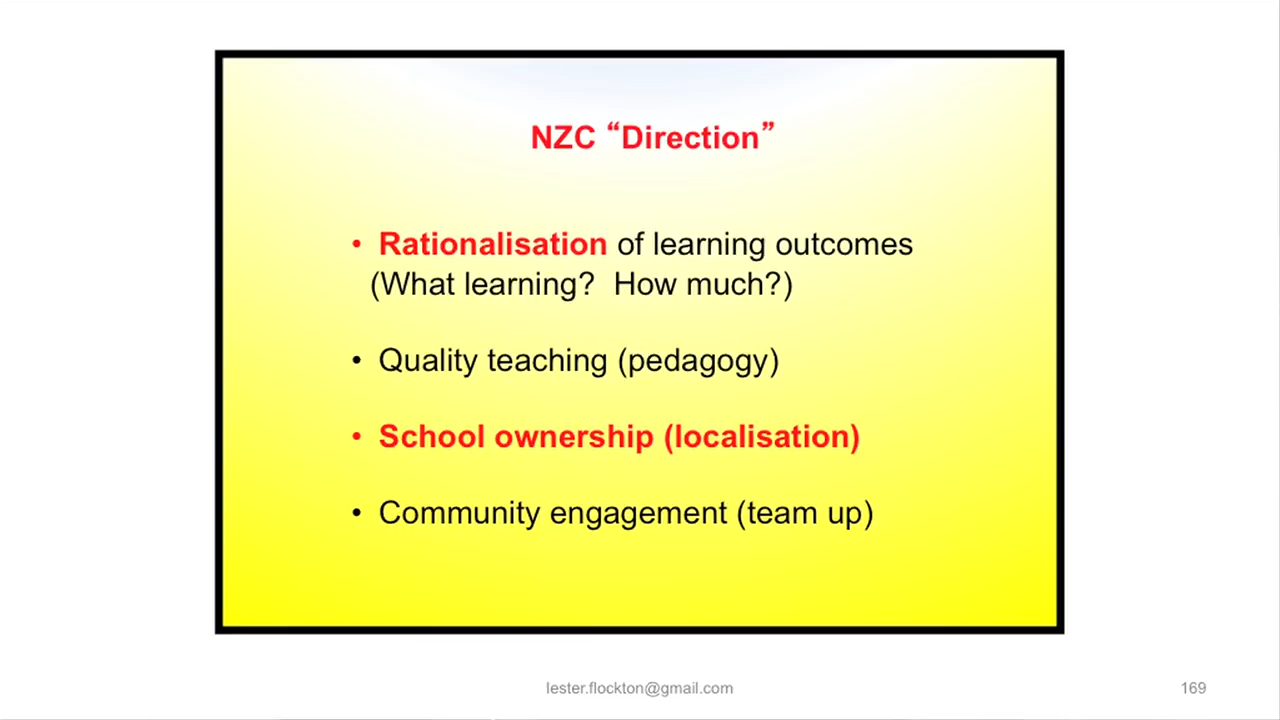 NZC “Direction”
• Rationalisation of learning outcomes
(What learning?  How much?)
• Quality teaching (pedagogy)
• School ownership (localisation)
• Community engagement (team up)
lester.flockton@gmail.com
169